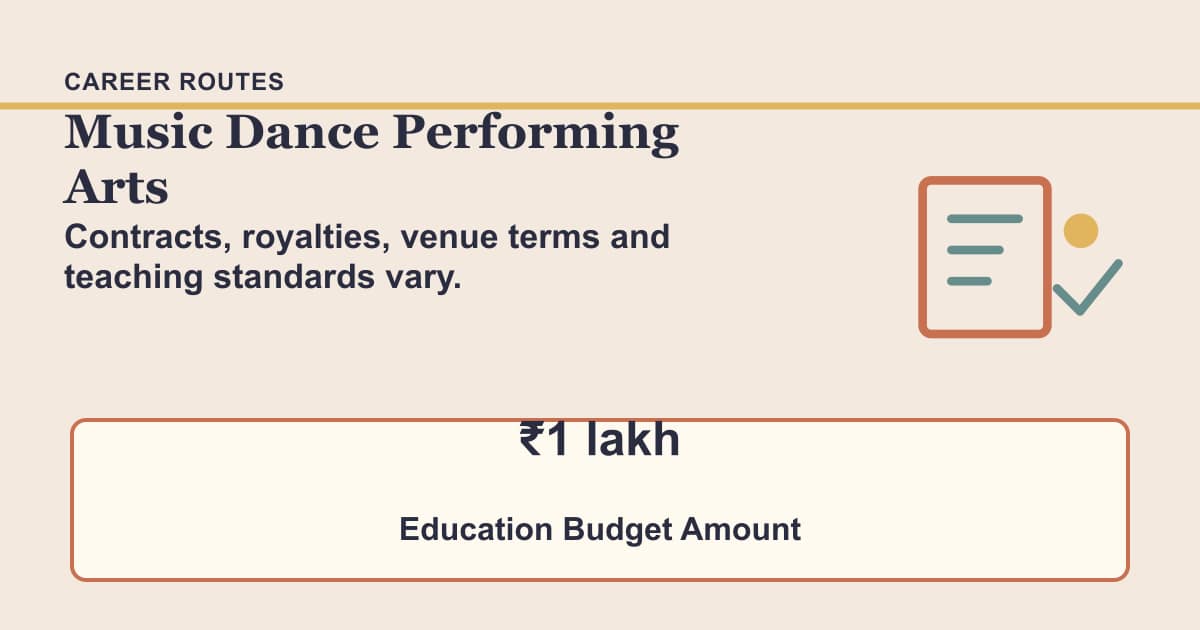 CAREER ROUTES
Music Dance Performing
Arts
Contracts, royalties, venue terms and
teaching standards vary.
₹1 lakh
Education Budget Amount